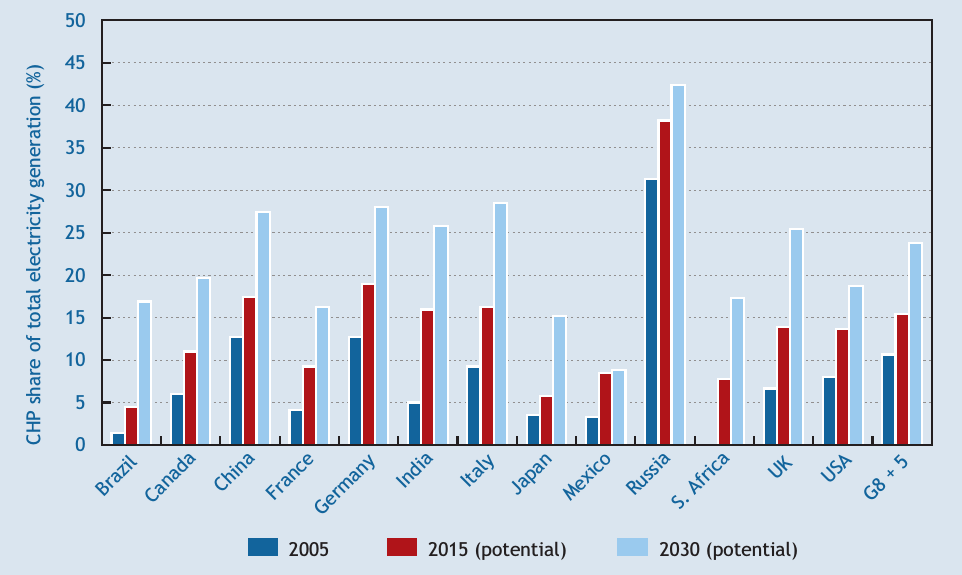 CHP share of total electricity generation (%)
50
45
40
35
30
25
20
15
10
5
0
Brazil
Canada
China
France
Germany
India
Italy
Japan
Mexico
Russia
S. Africa
UK
USA
G8 + 5
2005
2015 (potential)
2030 (potential)